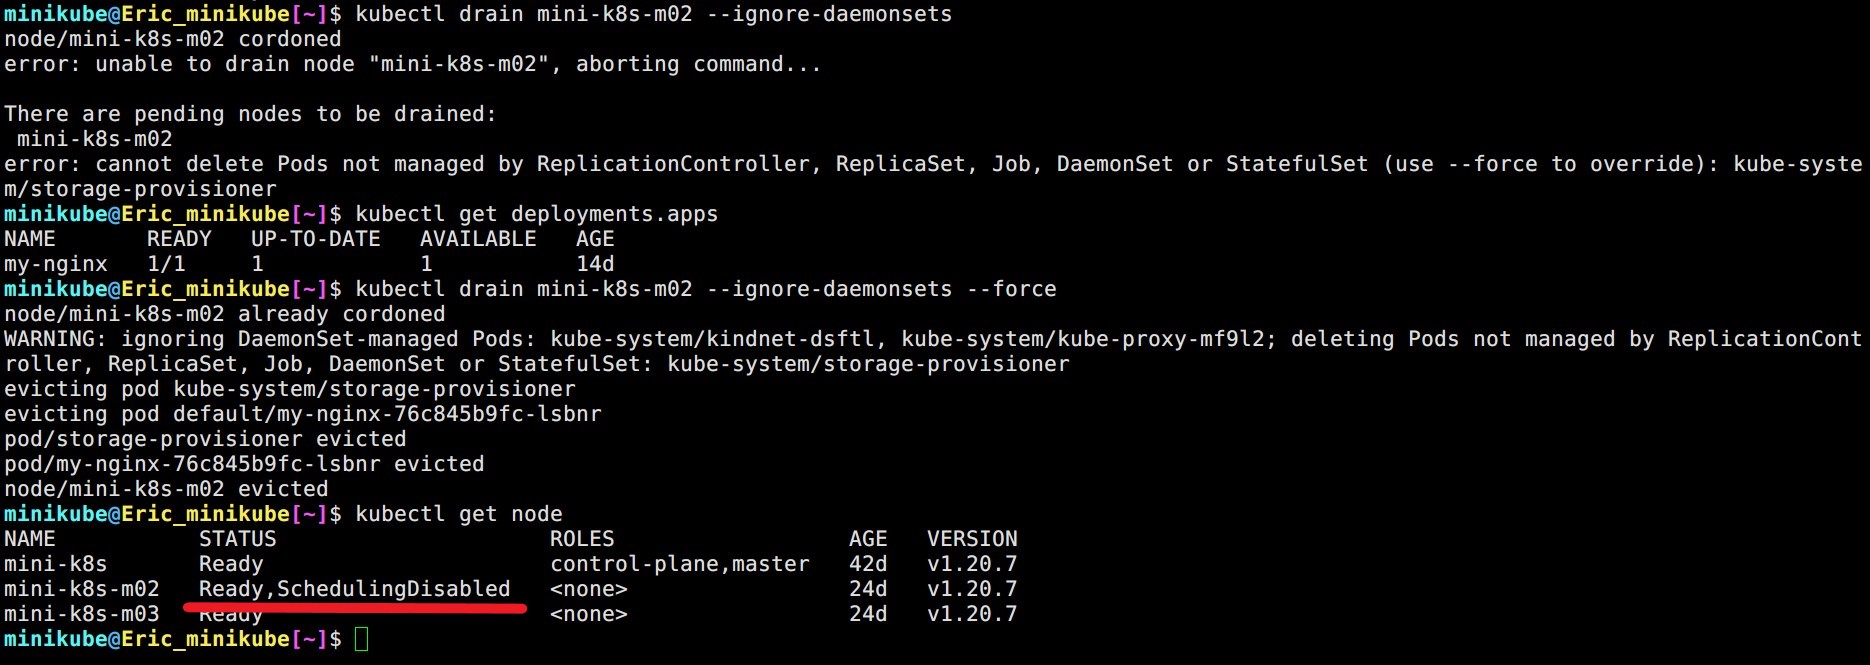 minikube@Eric_minikube[~]$ kubectl drain mini-k8s-m02 --ignore-daemonsets
node/mini-k8s-m02 cordoned
error: unable to drain node "mini-k8s-m02", aborting command...
There are pending nodes to be drained:
 mini-k8s-m02
error: cannot delete Pods not managed by ReplicationController, ReplicaSet, Job, DaemonSet or StatefulSet (use --force to override): kube-syste
m/storage-provisioner
minikube@Eric_minikube[~]$ kubectl get deployments.apps
NAME       READY   UP-TO-DATE   AVAILABLE   AGE
my-nginx   1/1     1            1           14d
minikube@Eric_minikube[~]$ kubectl drain mini-k8s-m02 --ignore-daemonsets --force
node/mini-k8s-m02 already cordoned
WARNING: ignoring DaemonSet-managed Pods: kube-system/kindnet-dsftl, kube-system/kube-proxy-mf9l2; deleting Pods not managed by ReplicationCont
roller, ReplicaSet, Job, DaemonSet or StatefulSet: kube-system/storage-provisioner
evicting pod kube-system/storage-provisioner
evicting pod default/my-nginx-76c845b9fc-lsbnr
pod/storage-provisioner evicted
pod/my-nginx-76c845b9fc-lsbnr evicted
node/mini-k8s-m02 evicted
minikube@Eric_minikube[~]$ kubectl get node
NAME           STATUS                     ROLES                  AGE   VERSION
mini-k8s       Ready                      control-plane,master   42d   v1.20.7
mini-k8s-m02   Ready,SchedulingDisabled   <none>                 24d   v1.20.7
mini-k8s-m03   Ready                      <none>                 24d   v1.20.7
minikube@Eric_minikube[~]$